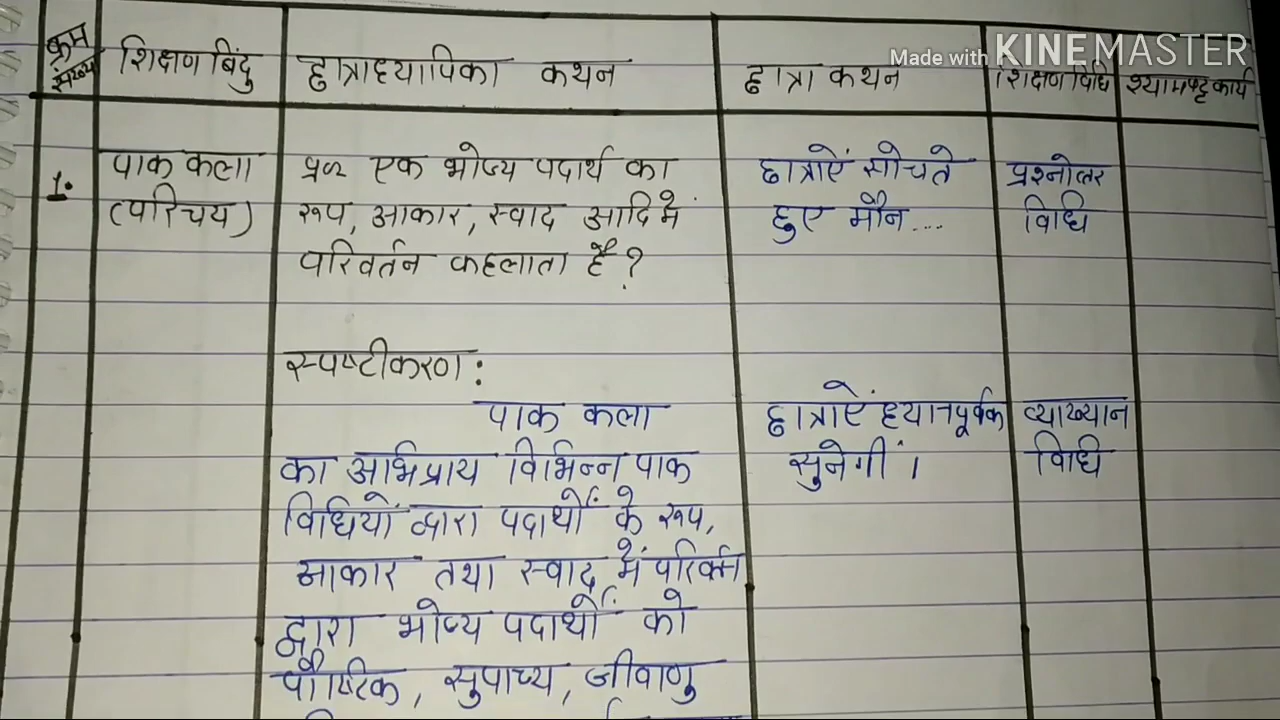 Made with KINEMASTER
क्रम संख्या
शिक्षण बिंदु
छात्राध्यापिका कथन
छात्रा कथन
शिक्षण विधि
श्यामपट्ट कार्य
1.
पाक कला
(परिचय)
प्र०१ एक भोज्य पदार्थ का
रूप, आकार, स्वाद आदि में
परिवर्तन कहलाता है?
छात्राऐं सोचते
हुए मौन....
प्रश्नोत्तर
विधि
स्पष्टीकरण:
पाक कला
का अभिप्राय विभिन्न पाक
विधियों द्वारा पदार्थों के रूप,
आकार तथा स्वाद में परिवर्तन
द्वारा भोज्य पदार्थों को
पौष्टिक, सुपाच्य, जीवाणु
छात्राऐं ध्यानपूर्वक
सुनेगीं।
व्याख्यान
विधि